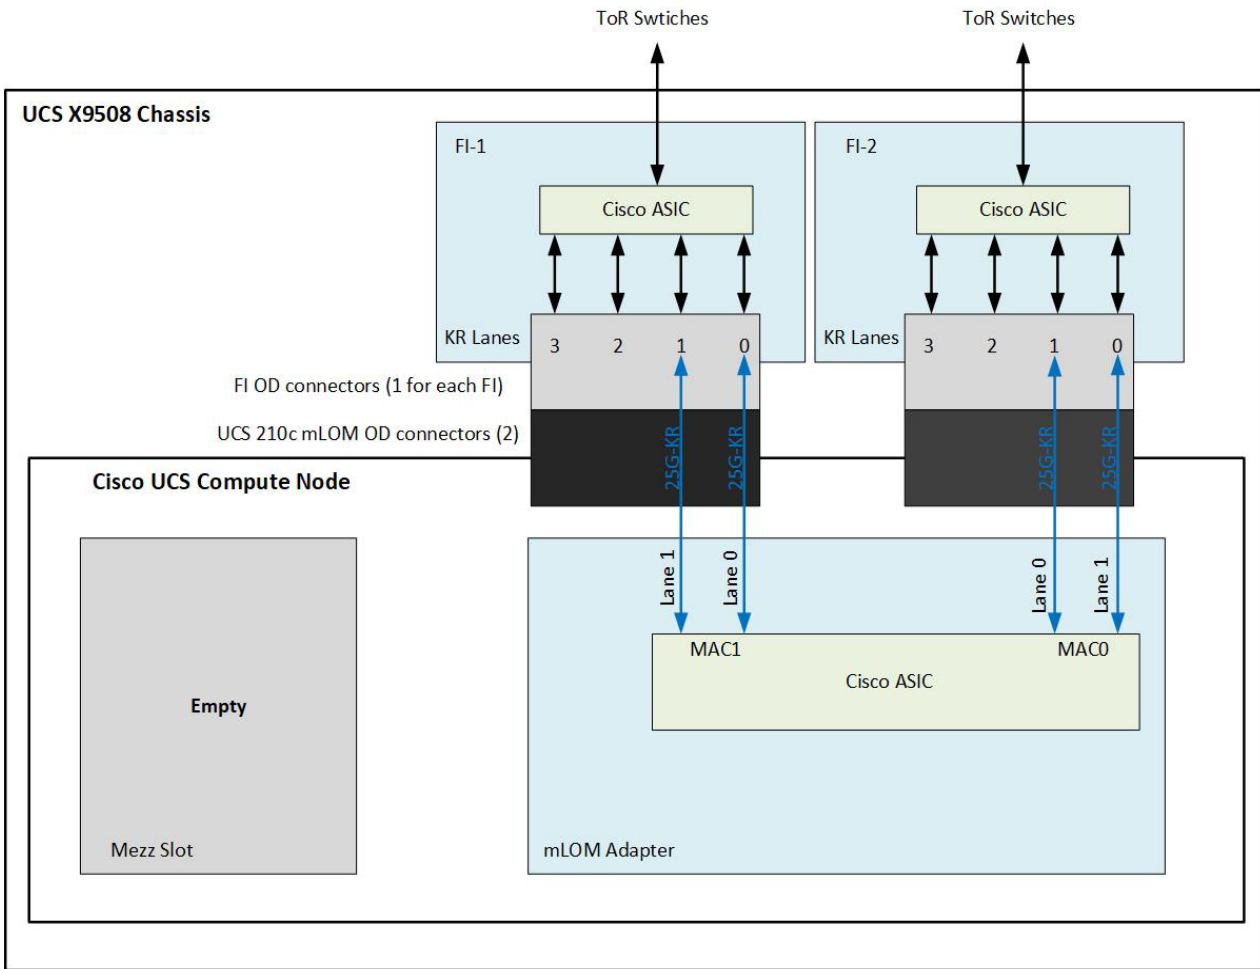 ToR Swtiches
ToR Switches
UCS X9508 Chassis
FI-1
FI-2
Cisco ASIC
Cisco ASIC
KR Lanes
3
2
1
0
KR Lanes
3
2
1
0
FI OD connectors (1 for each FI)
UCS 210c mLOM OD connectors (2)
25G-KR
25G-KR
25G-KR
25G-KR
Cisco UCS Compute Node
Lane 1
Lane 0
Lane 0
Lane 1
MAC1
MAC0
Cisco ASIC
Empty
Mezz Slot
mLOM Adapter